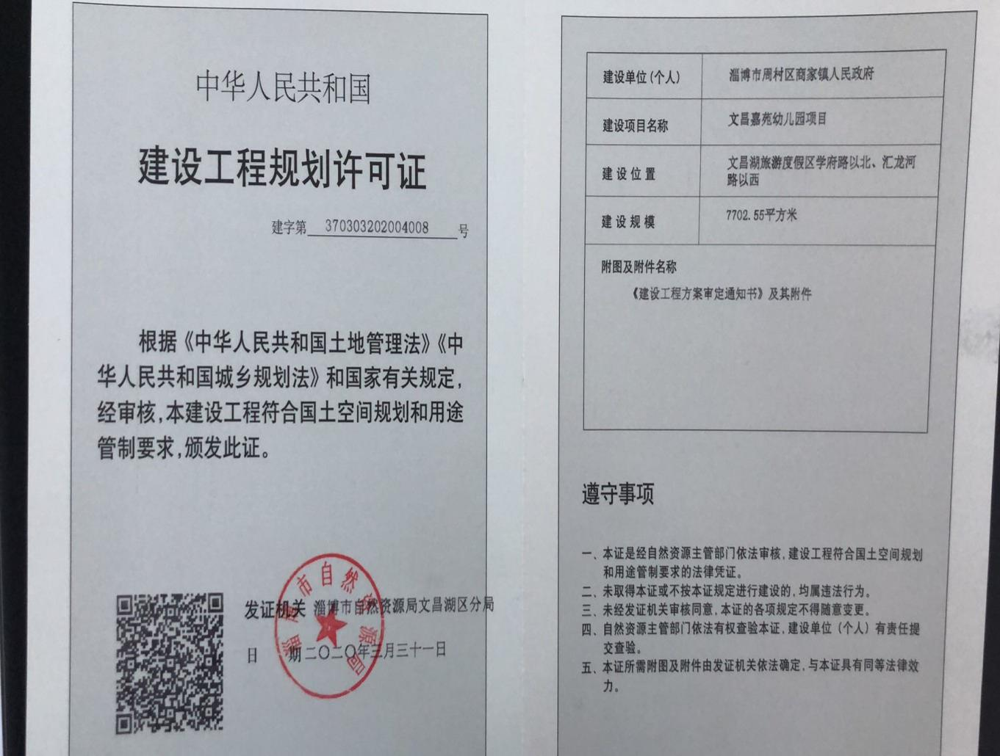 中华人民共和国
建设工程规划许可证
建字第 370303202004008 号
根据《中华人民共和国土地管理法》《中
华人民共和国城乡规划法》和国家有关规定,
经审核,本建设工程符合国土空间规划和用途
管制要求,颁发此证。
发证机关 淄博市自然资源局文昌湖区分局
日 期 二〇二〇年三月三十一日
淄博市自然资源局
建设单位(个人) 淄博市周村区商家镇人民政府
建设项目名称 文昌嘉苑幼儿园项目
建设位置 文昌湖旅游度假区学府路以北、汇龙河
路以西
建设规模 7702.55平方米
附图及附件名称
《建设工程方案审定通知书》及其附件
遵守事项
一、本证是经自然资源主管部门依法审核,建设工程符合国土空间规划
和用途管制要求的法律凭证。
二、未取得本证或不按本证规定进行建设的,均属违法行为。
三、未经发证机关审核同意,本证的各项规定不得随意变更。
四、自然资源主管部门依法有权查验本证,建设单位(个人)有责任提
交查验。
五、本证所需附图及附件由发证机关依法确定,与本证具有同等法律效
力。